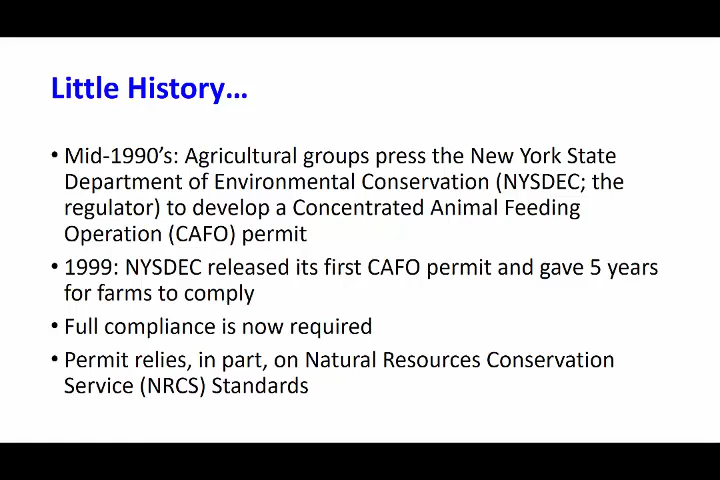 Little History…
• Mid-1990’s: Agricultural groups press the New York State
Department of Environmental Conservation (NYSDEC; the
regulator) to develop a Concentrated Animal Feeding
Operation (CAFO) permit
• 1999: NYSDEC released its first CAFO permit and gave 5 years
for farms to comply
• Full compliance is now required
• Permit relies, in part, on Natural Resources Conservation
Service (NRCS) Standards